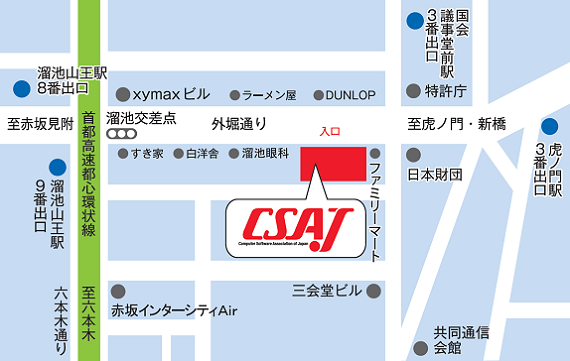 国会
議事堂前駅
3番出口
溜池山王駅
8番出口
xymaxビル
ラーメン屋
DUNLOP
特許庁
溜池交差点
至赤坂見附
外堀通り
入口
至虎ノ門・新橋
首都高速都心環状線
すき家
白洋舎
溜池眼科
ファミリーマート
日本財団
虎ノ門駅
3番出口
溜池山王駅
9番出口
CSAJ
Computer Software Association of Japan
六本木通り
至六本木
赤坂インターシティAir
三会堂ビル
共同通信
会館